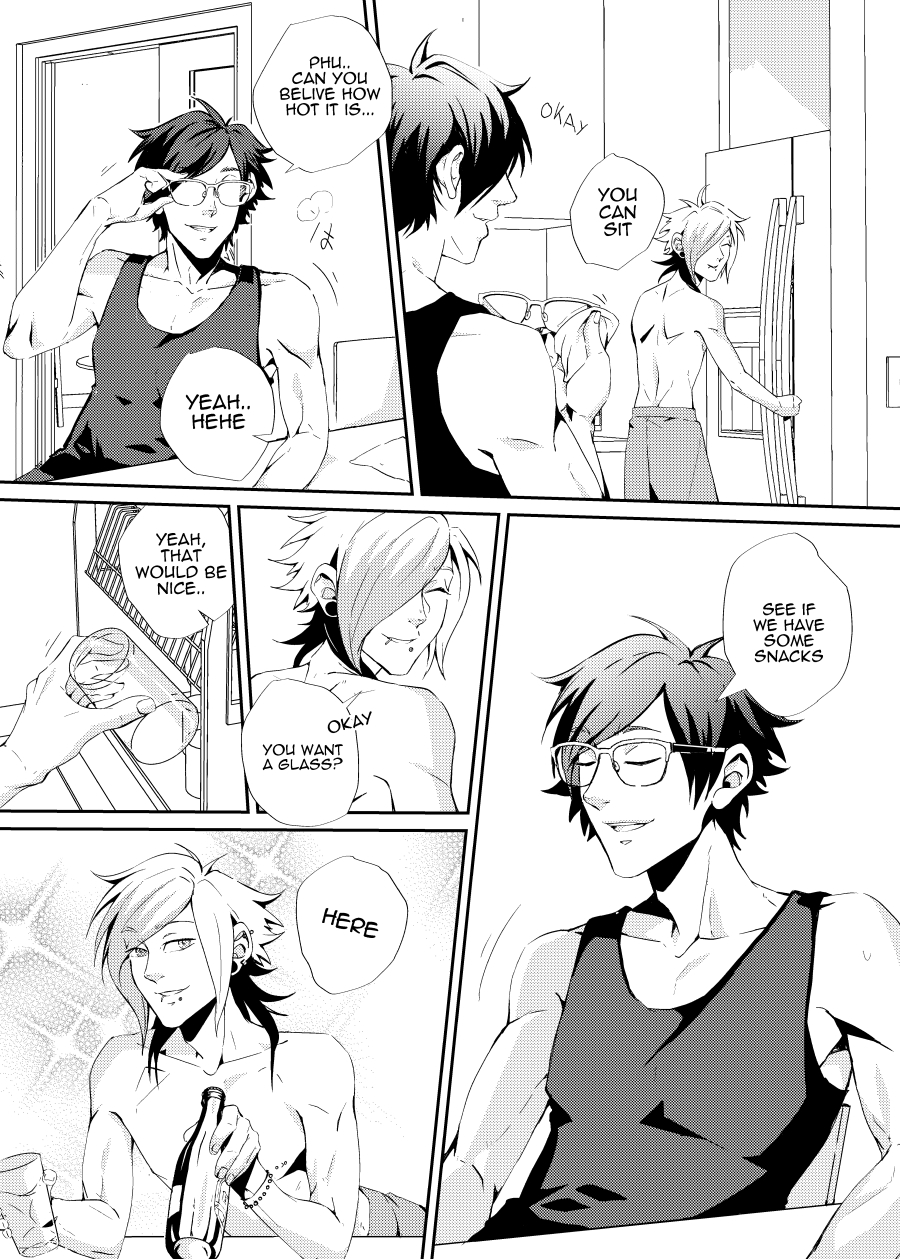 PHU..
CAN YOU
BELIVE HOW
HOT IT IS...
YEAH..
HEHE
OKAY
YOU
CAN
SIT
YEAH,
THAT
WOULD BE
NICE..
OKAY
YOU WANT
A GLASS?
SEE IF
WE HAVE
SOME
SNACKS
HERE